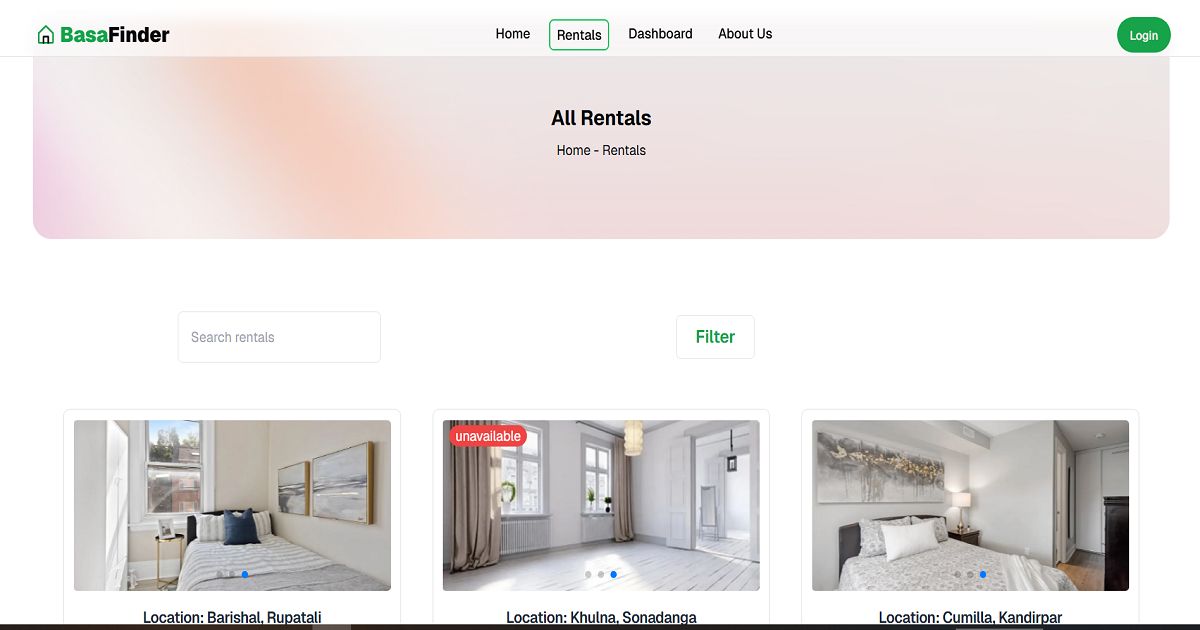 BasaFinder
Home
Rentals
Dashboard
About Us
Login
All Rentals
Home - Rentals
Search rentals
Filter
unavailable
Location: Barishal, Rupatali
Location: Khulna, Sonadanga
Location: Cumilla, Kandirpar